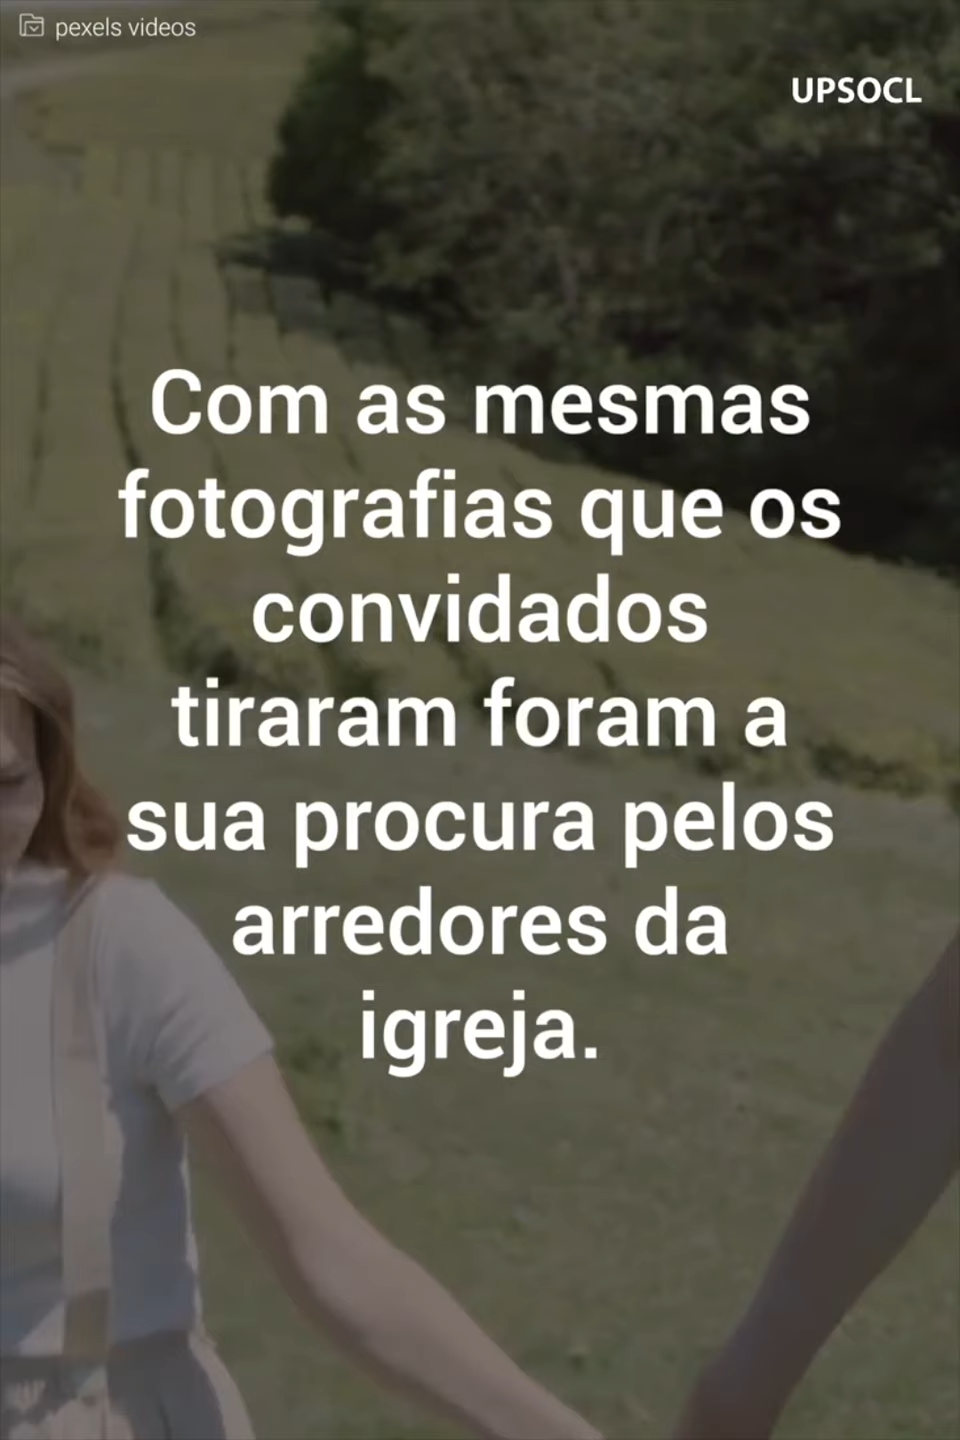 pexels videos
UPSOCL
Com as mesmas
fotografias que os
convidados
tiraram foram a
sua procura pelos
arredores da
igreja.